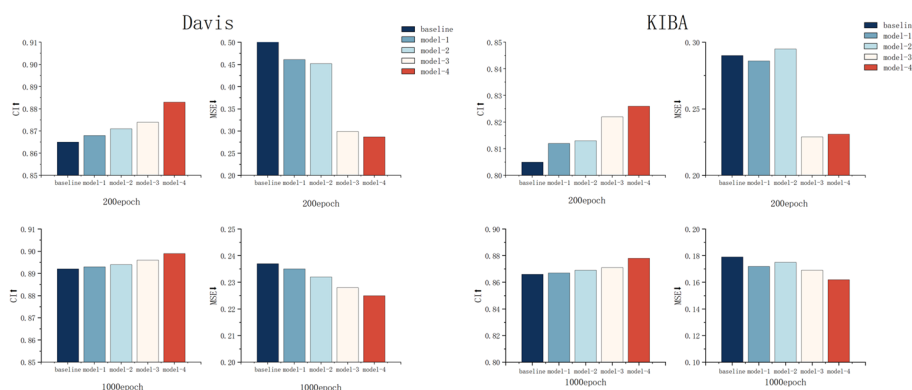 Davis
baseline
model-1
model-2
model-3
model-4
CI⬆
0.91
0.90
0.89
0.88
0.87
0.86
0.85
baseline model-1 model-2 model-3 model-4
200epoch
MSE⬇
0.50
0.45
0.40
0.35
0.30
0.25
0.20
baseline model-1 model-2 model-3 model-4
200epoch
CI⬆
0.91
0.90
0.89
0.88
0.87
0.86
0.85
baseline model-1 model-2 model-3 model-4
1000epoch
MSE⬇
0.25
0.24
0.23
0.22
0.21
0.20
baseline model-1 model-2 model-3 model-4
1000epoch
KIBA
baselin
model-1
model-2
model-3
model-4
CI⬆
0.85
0.84
0.83
0.82
0.81
0.80
baseline model-1 model-2 model-3 model-4
200epoch
MSE⬇
0.30
0.25
0.20
baseline model-1 model-2 model-3 model-4
200epoch
CI⬆
0.90
0.88
0.86
0.84
0.82
0.80
baseline model-1 model-2 model-3 model-4
1000epoch
MSE⬇
0.20
0.18
0.16
0.14
0.12
0.10
baseline model-1 model-2 model-3 model-4
1000epoch